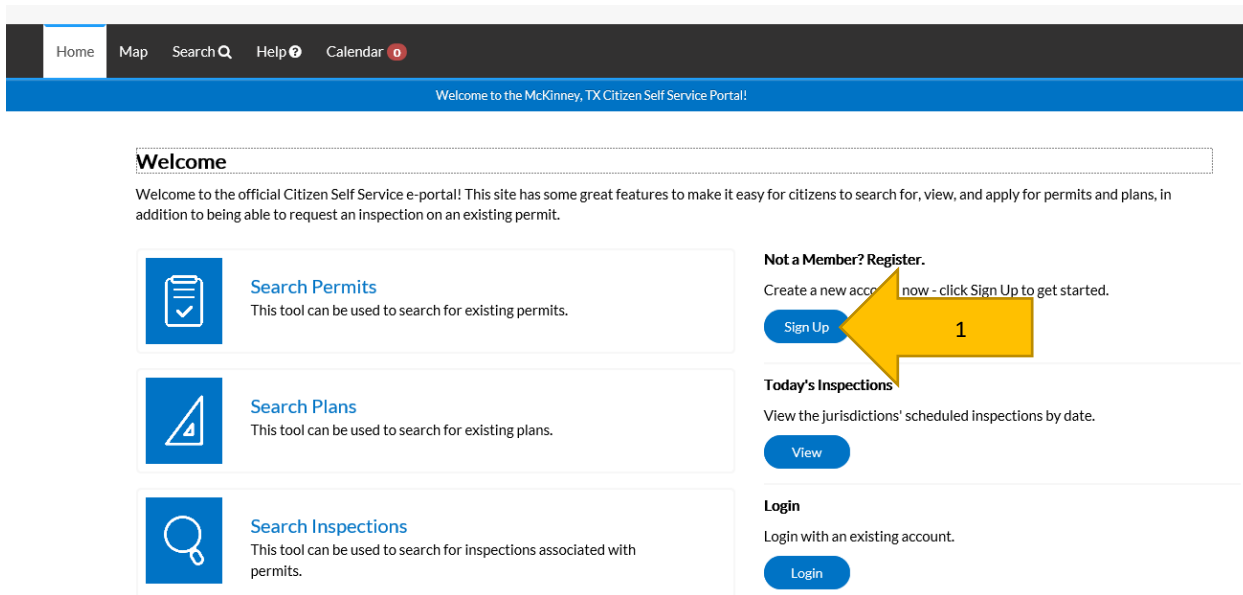 Home Map Search Help Calendar 0
Welcome to the McKinney, TX Citizen Self Service Portal!
Welcome
Welcome to the official Citizen Self Service e-portal! This site has some great features to make it easy for citizens to search for, view, and apply for permits and plans, in
addition to being able to request an inspection on an existing permit.
Search Permits
This tool can be used to search for existing permits.
Search Plans
This tool can be used to search for existing plans.
Search Inspections
This tool can be used to search for inspections associated with
permits.
Not a Member? Register.
Create a new account now - click Sign Up to get started.
Sign Up
1
Today's Inspections
View the jurisdictions' scheduled inspections by date.
View
Login
Login with an existing account.
Login